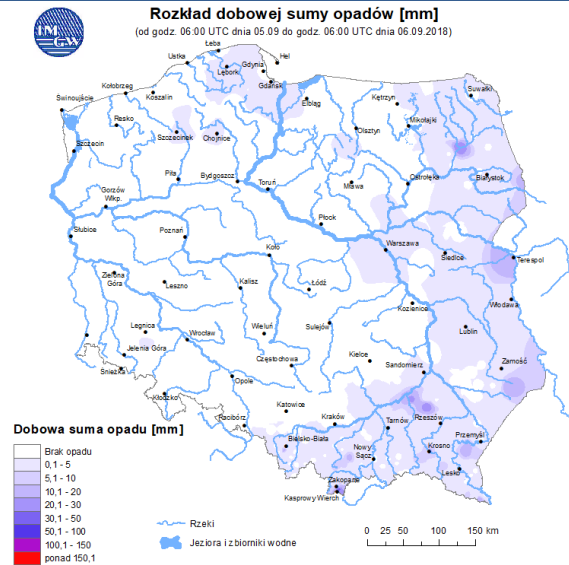 IMGW
Rozkład dobowej sumy opadów [mm]
(od godz. 06:00 UTC dnia 05.09 do godz. 06:00 UTC dnia 06.09.2018)
Łeba
Ustka
Hel
Gdynia
Lębork
Gdańsk
Suwałki
Kołobrzeg
Koszalin
Świnoujście
Elbląg
Kętrzyn
Resko
Mikołajki
Olsztyn
Szczecinek
Chojnice
Szczecin
Piła
Bydgoszcz
Toruń
Mława
Ostrołęka
Białystok
Gorzów
Wlkp.
Płock
Słubice
Poznań
Koło
Warszawa
Siedlce
Terespol
Zielona
Góra
Leszno
Kalisz
Łódź
Kozienice
Włodawa
Legnica
Wrocław
Wieluń
Sulejów
Lublin
Jelenia Góra
Śnieżka
Częstochowa
Kielce
Sandomierz
Zamość
Opole
Kłodzko
Katowice
Racibórz
Kraków
Tarnów
Rzeszów
Przemyśl
Bielsko-Biała
Nowy
Sącz
Krosno
Lesko
Zakopane
Kasprowy Wierch
Dobowa suma opadu [mm]
Brak opadu
0,1 - 5
5,1 - 10
10,1 - 20
20,1 - 30
30,1 - 50
50,1 - 100
100,1 - 150
ponad 150,1
Rzeki
Jeziora i zbiorniki wodne
0 25 50 100 150 km